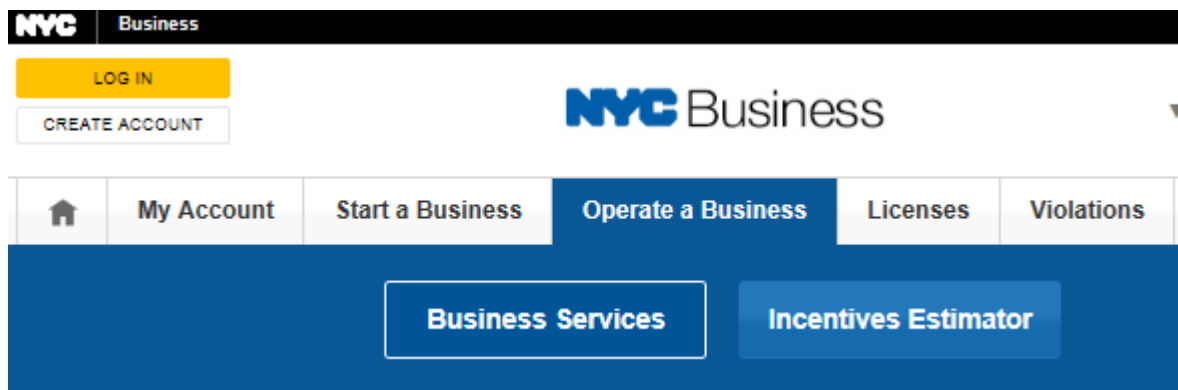 NYC Business
LOG IN
CREATE ACCOUNT
NYC Business
My Account Start a Business Operate a Business Licenses Violations
Business Services Incentives Estimator